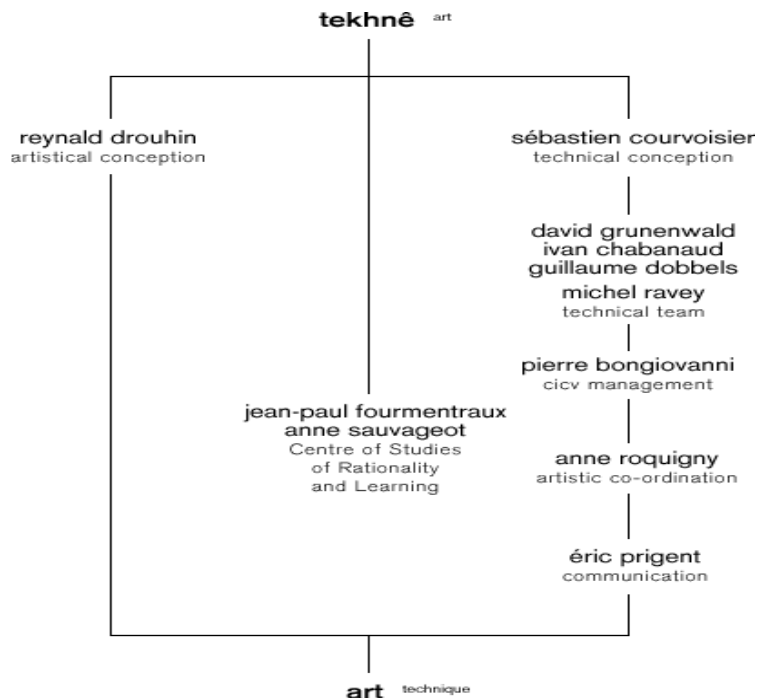 tekhnê art
reynald drouhin
artistical conception
sébastien courvoisier
technical conception
david grunenwald
ivan chabanaud
guillaume dobbels
michel ravey
technical team
pierre bongiovanni
cicv management
jean-paul fourmentraux
anne sauvageot
Centre of Studies
of Rationality
and Learning
anne roquigny
artistic co-ordination
éric prigent
communication
art technique